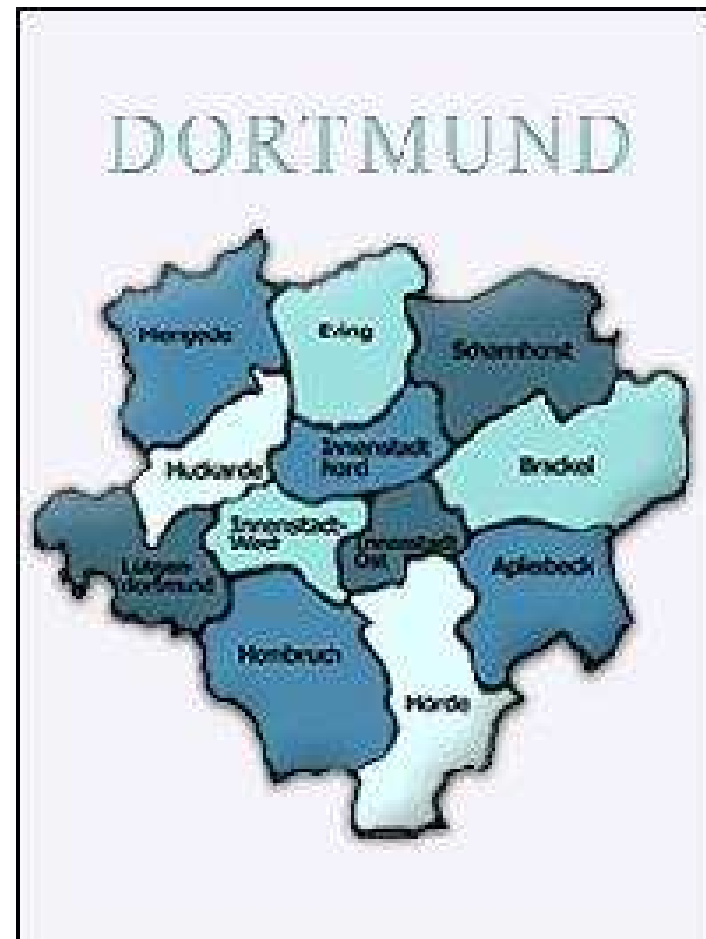 DORTMUND
Mengede
Eving
Scharnhorst
Innenstadt
Nord
Huckarde
Brackel
Innenstadt-
West
Innenstadt
Ost
Lütgen-
dortmund
Aplerbeck
Hombruch
Hörde